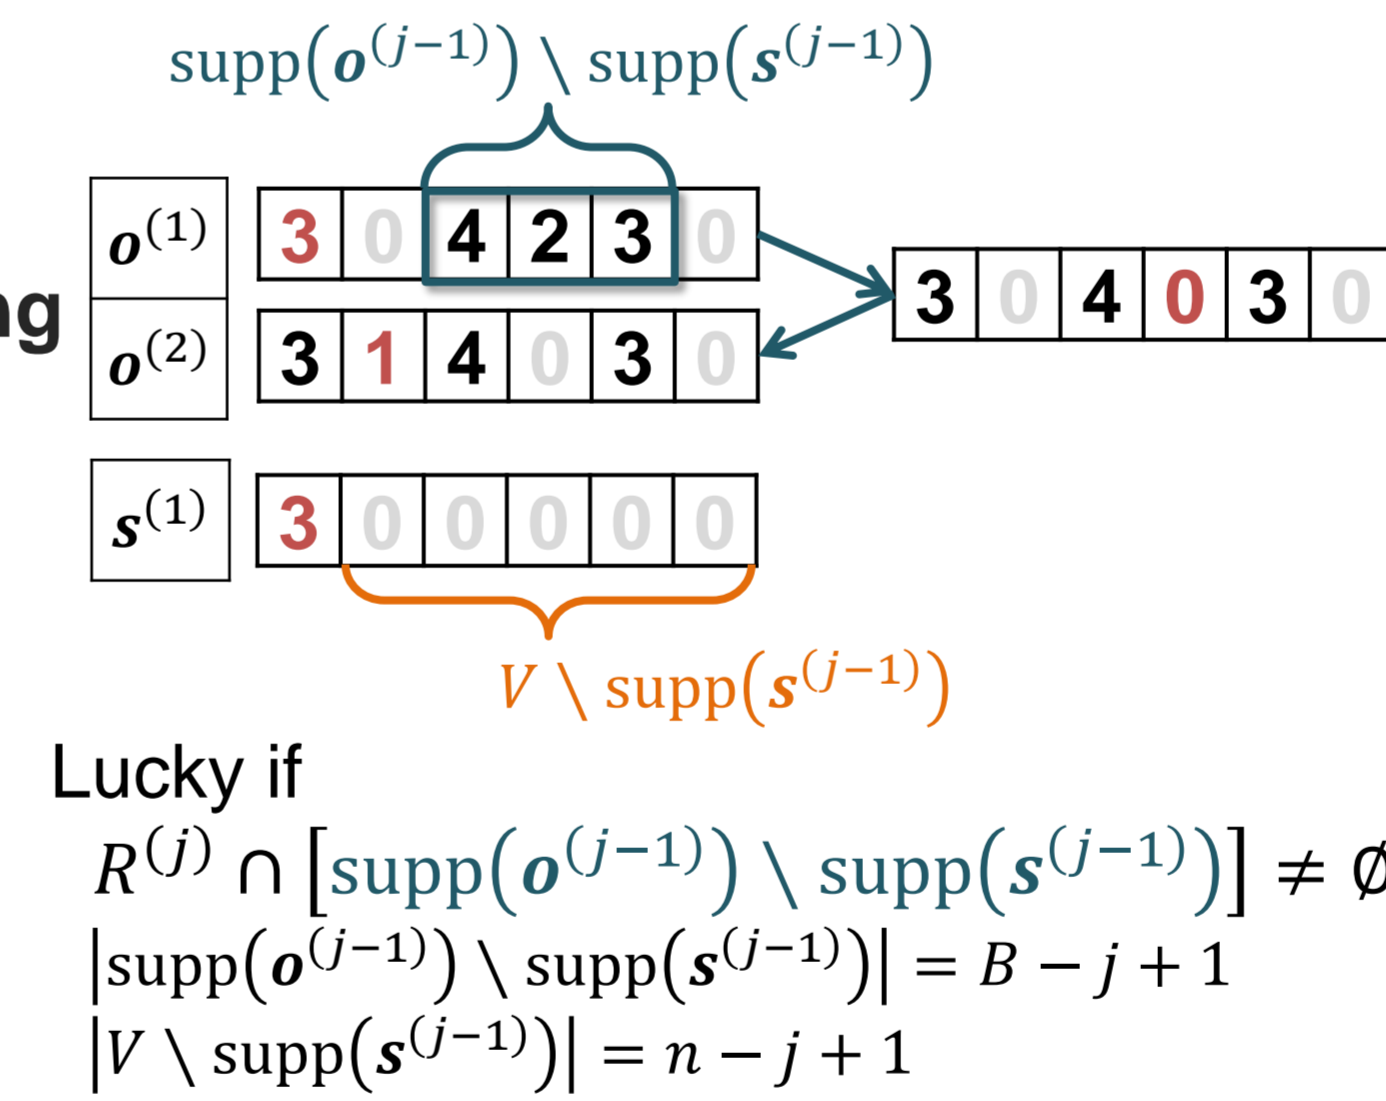 supp(𝒐^(j−1)) \ supp(𝒔^(j−1))
𝒐^(1) 3 0 4 2 3 0
3 0 4 0 3 0
ng
𝒐^(2) 3 1 4 0 3 0
𝒔^(1) 3 0 0 0 0 0
V \ supp(𝒔^(j−1))
Lucky if
R^(j) ∩ [supp(𝒐^(j−1)) \ supp(𝒔^(j−1))] ≠ ∅
|supp(𝒐^(j−1)) \ supp(𝒔^(j−1))| = B − j + 1
|V \ supp(𝒔^(j−1))| = n − j + 1